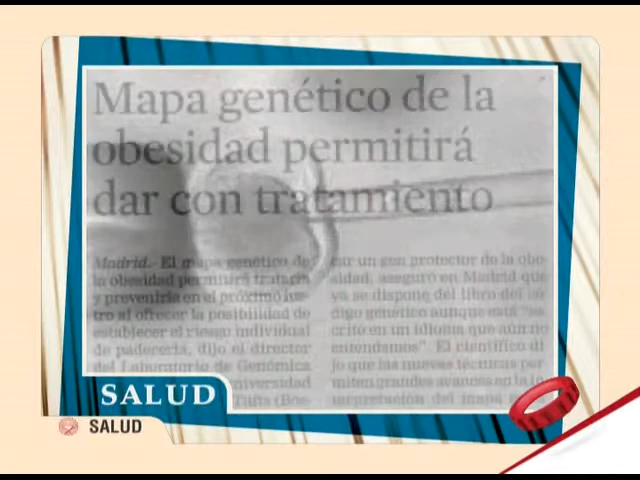 Mapa genético de la
obesidad permitirá
dar con tratamiento
Madrid.- El mapa genético de
la obesidad permitirá tratarla
y prevenirla en el próximo lus-
tro al ofrecer la posibilidad de
establecer el riesgo individual
de padecerla, dijo el director
del Laboratorio de Genómica
niversidad
Tufts (Bos-
car un gen protector de la obe-
sidad, aseguró en Madrid que
ya se dispone del libro del có-
digo genético aunque está "es-
crito en un idioma que aún no
entendemos". El científico di-
jo que las nuevas técnicas per-
miten grandes avances en la in-
terpretación del mapa
SALUD
SALUD